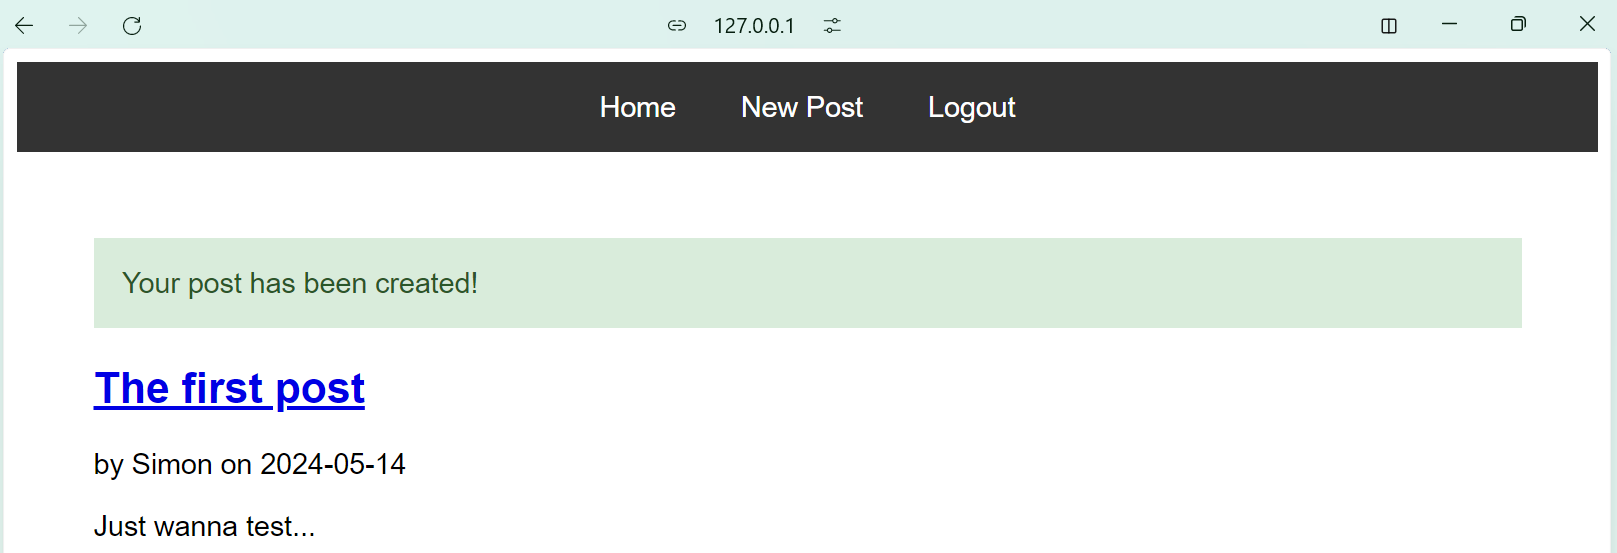 127.0.0.1
Home New Post Logout
Your post has been created!
The first post
by Simon on 2024-05-14
Just wanna test...